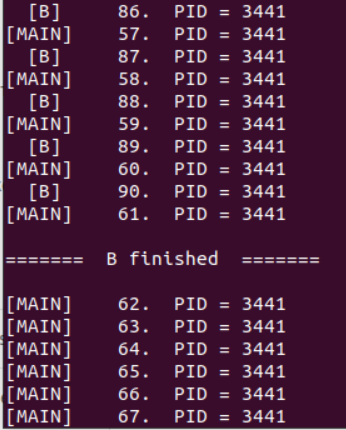 [B] 86. PID = 3441
[MAIN] 57. PID = 3441
[B] 87. PID = 3441
[MAIN] 58. PID = 3441
[B] 88. PID = 3441
[MAIN] 59. PID = 3441
[B] 89. PID = 3441
[MAIN] 60. PID = 3441
[B] 90. PID = 3441
[MAIN] 61. PID = 3441
======= B finished =======
[MAIN] 62. PID = 3441
[MAIN] 63. PID = 3441
[MAIN] 64. PID = 3441
[MAIN] 65. PID = 3441
[MAIN] 66. PID = 3441
[MAIN] 67. PID = 3441